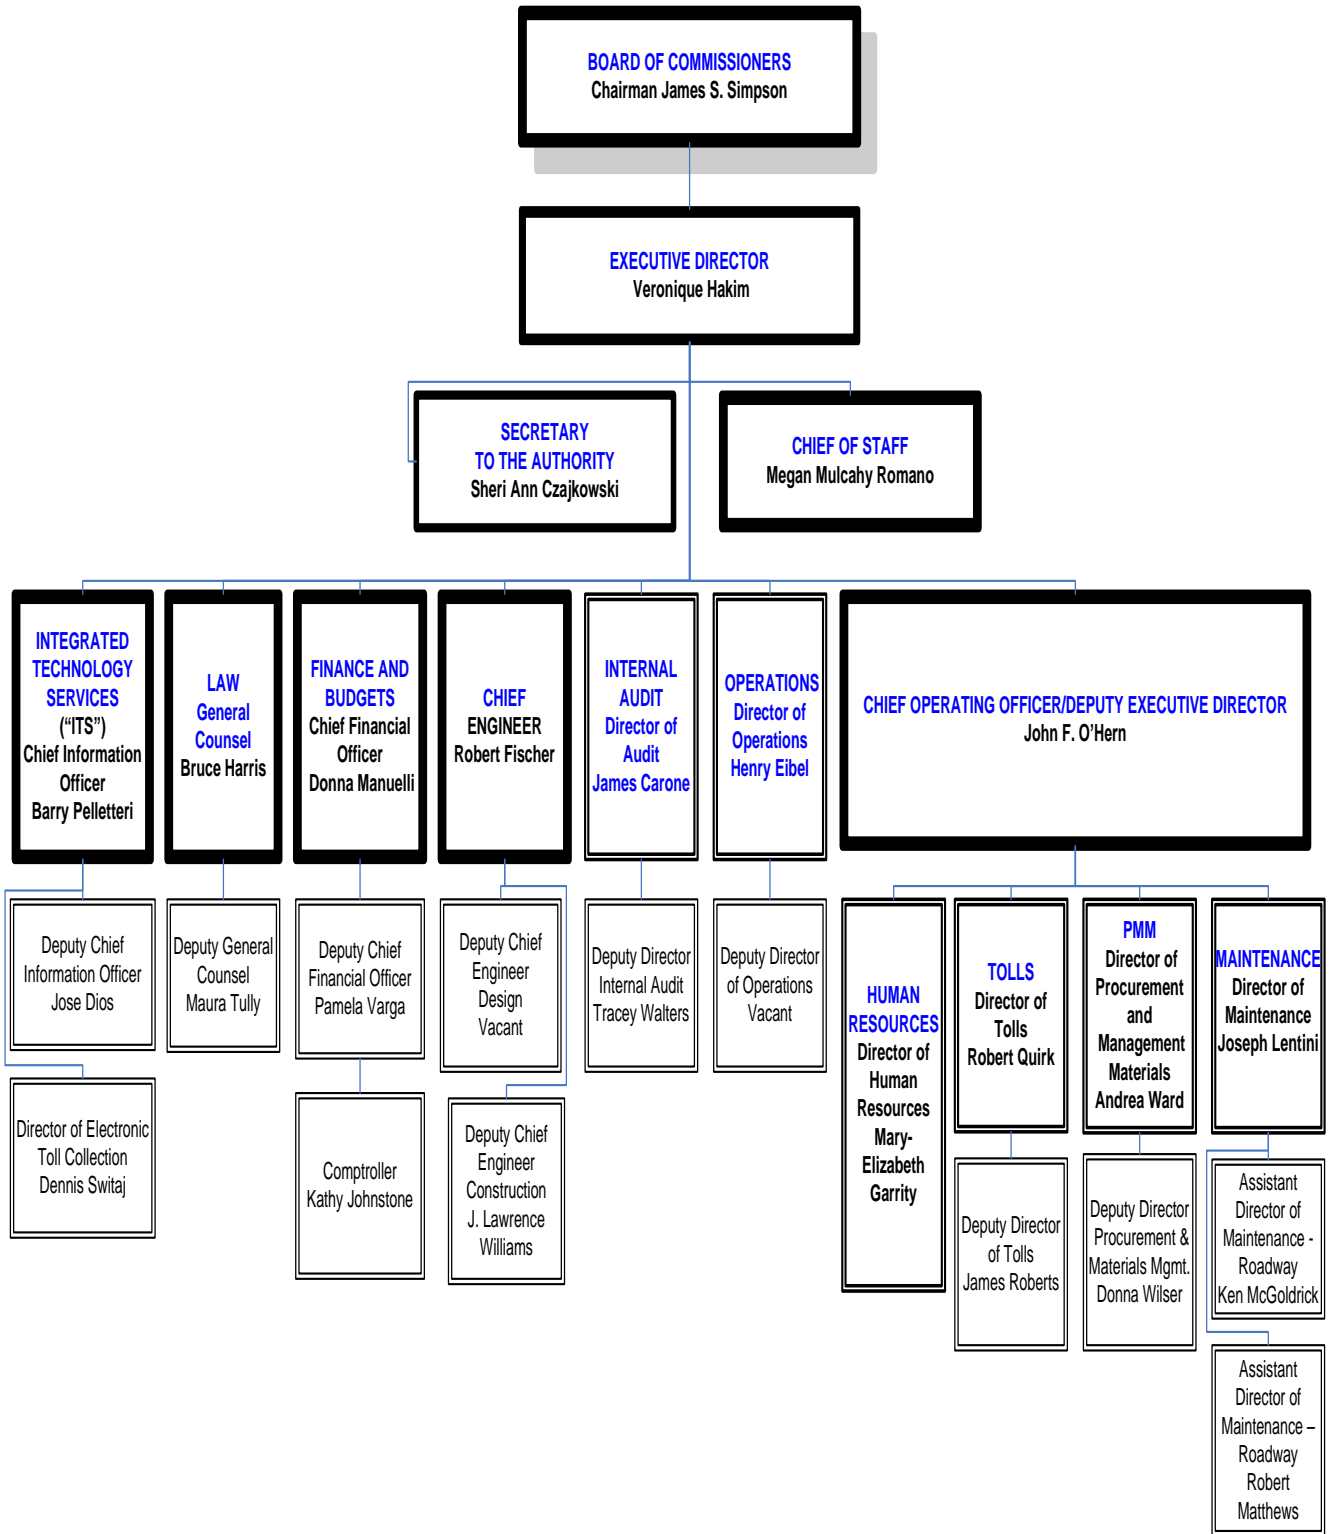 BOARD OF COMMISSIONERS
Chairman James S. Simpson
EXECUTIVE DIRECTOR
Veronique Hakim
SECRETARY
TO THE AUTHORITY
Sheri Ann Czajkowski
CHIEF OF STAFF
Megan Mulcahy Romano
INTEGRATED
TECHNOLOGY
SERVICES
(“ITS”)
Chief Information
Officer
Barry Pelletteri
LAW
General
Counsel
Bruce Harris
FINANCE AND
BUDGETS
Chief Financial
Officer
Donna Manuelli
CHIEF
ENGINEER
Robert Fischer
INTERNAL
AUDIT
Director of
Audit
James Carone
OPERATIONS
Director of
Operations
Henry Eibel
CHIEF OPERATING OFFICER/DEPUTY EXECUTIVE DIRECTOR
John F. O’Hern
Deputy Chief
Information Officer
Jose Dios
Deputy General
Counsel
Maura Tully
Deputy Chief
Financial Officer
Pamela Varga
Deputy Chief
Engineer
Design
Vacant
Deputy Director
Internal Audit
Tracey Walters
Deputy Director
of Operations
Vacant
HUMAN
RESOURCES
Director of
Human
Resources
Mary-
Elizabeth
Garrity
TOLLS
Director of
Tolls
Robert Quirk
PMM
Director of
Procurement
and
Management
Materials
Andrea Ward
MAINTENANCE
Director of
Maintenance
Joseph Lentini
Director of Electronic
Toll Collection
Dennis Switaj
Comptroller
Kathy Johnstone
Deputy Chief
Engineer
Construction
J. Lawrence
Williams
Deputy Director
of Tolls
James Roberts
Deputy Director
Procurement &
Materials Mgmt.
Donna Wilser
Assistant
Director of
Maintenance -
Roadway
Ken McGoldrick
Assistant
Director of
Maintenance –
Roadway
Robert
Matthews